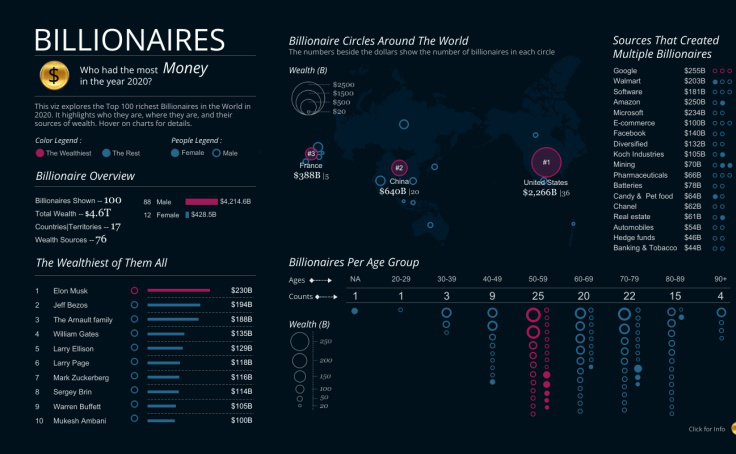 BILLIONAIRES
$
Who had the most Money
in the year 2020?
This viz explores the Top 100 richest Billionaires in the World in
2020. It highlights who they are, where they are, and their
sources of wealth. Hover on charts for details.
Color Legend :
People Legend :
The Wealthiest
The Rest
Female
Male
Billionaire Overview
Billionaires Shown -- 100
Total Wealth -- $4.6T
Countries|Territories -- 17
Wealth Sources -- 76
88 Male $4,214.6B
12 Female $428.5B
The Wealthiest of Them All
1 Elon Musk $230B
2 Jeff Bezos $194B
3 The Arnault family $188B
4 William Gates $135B
5 Larry Ellison $129B
6 Larry Page $118B
7 Mark Zuckerberg $116B
8 Sergey Brin $114B
9 Warren Buffett $105B
10 Mukesh Ambani $100B
Billionaire Circles Around The World
The numbers beside the dollars show the number of billionaires in each circle
Wealth (B)
$2500
$1500
$500
$20
#3
France
$388B |5
#2
China
$640B |20
#1
United States
$2,266B |36
Sources That Created
Multiple Billionaires
Google $255B
Walmart $203B
Software $181B
Amazon $250B
Microsoft $234B
E-commerce $100B
Facebook $140B
Diversified $132B
Koch Industries $105B
Mining $70B
Pharmaceuticals $66B
Batteries $78B
Candy & Pet food $64B
Chanel $62B
Real estate $61B
Automobiles $54B
Hedge funds $46B
Banking & Tobacco $44B
Billionaires Per Age Group
Ages NA 20-29 30-39 40-49 50-59 60-69 70-79 80-89 90+
Counts 1 1 3 9 25 20 22 15 4
Wealth (B)
250
200
150
100
50
20
Click for Info